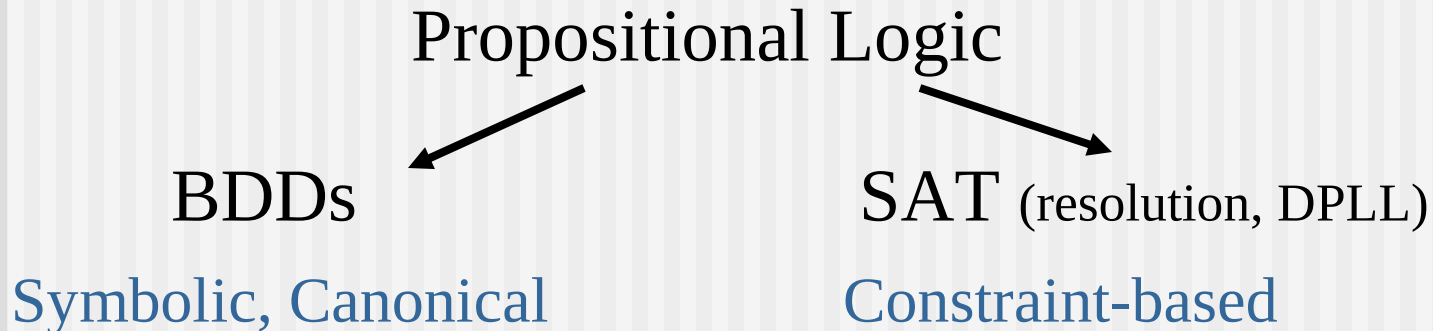 Propositional Logic
BDDs
SAT (resolution, DPLL)
Symbolic, Canonical
Constraint-based